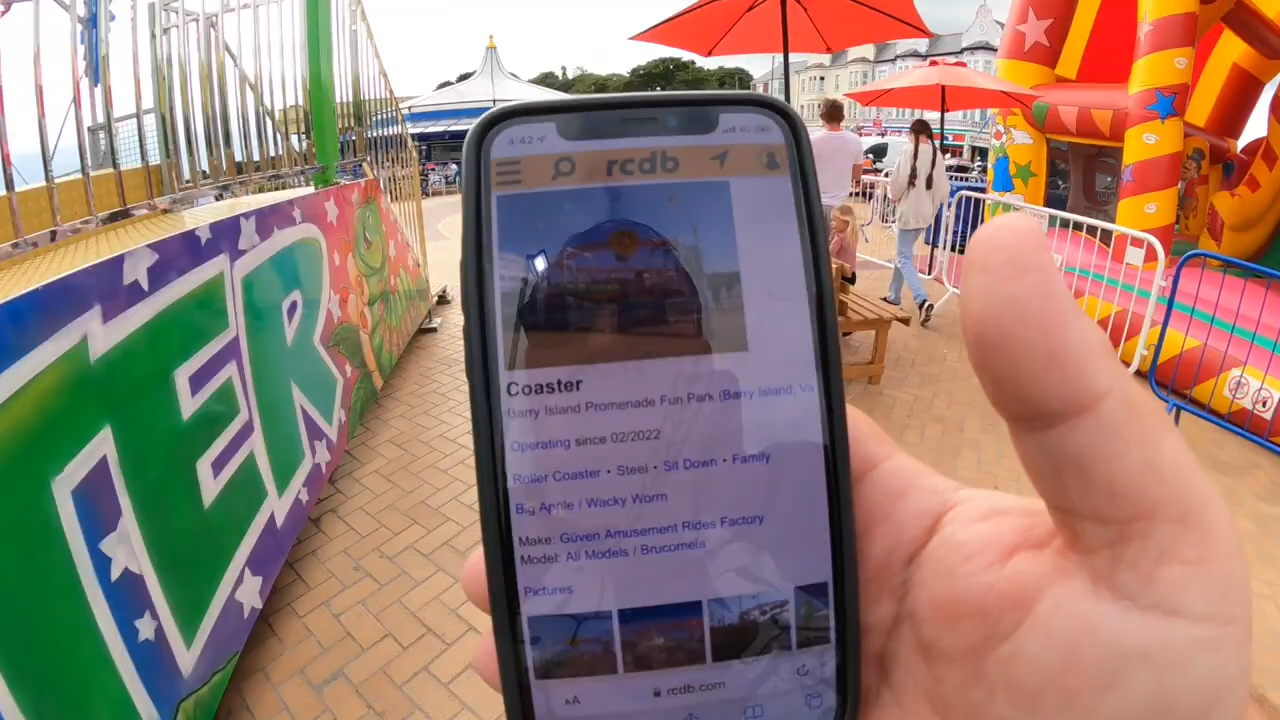 4:42
rcdb
Coaster
Barry Island Promenade Fun Park (Barry Island, Va
Operating since 02/2022
Roller Coaster • Steel • Sit Down • Family
Big Apple / Wacky Worm
Make: Güven Amusement Rides Factory
Model: All Models / Brucomela
Pictures
AA rcdb.com
ER